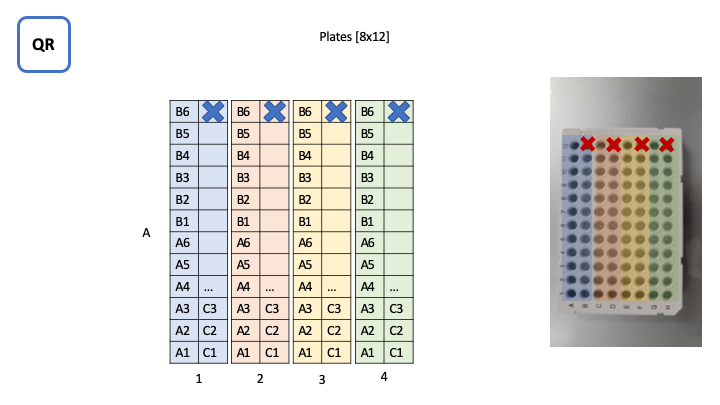 QR
Plates [8x12]
B6 B6 B6 B6
B5 B5 B5 B5
B4 B4 B4 B4
B3 B3 B3 B3
B2 B2 B2 B2
B1 B1 B1 B1
A
A6 A6 A6 A6
A5 A5 A5 A5
A4 ... A4 ... A4 ... A4 ...
A3 C3 A3 C3 A3 C3 A3 C3
A2 C2 A2 C2 A2 C2 A2 C2
A1 C1 A1 C1 A1 C1 A1 C1
1 2 3 4
A B C D E F G H